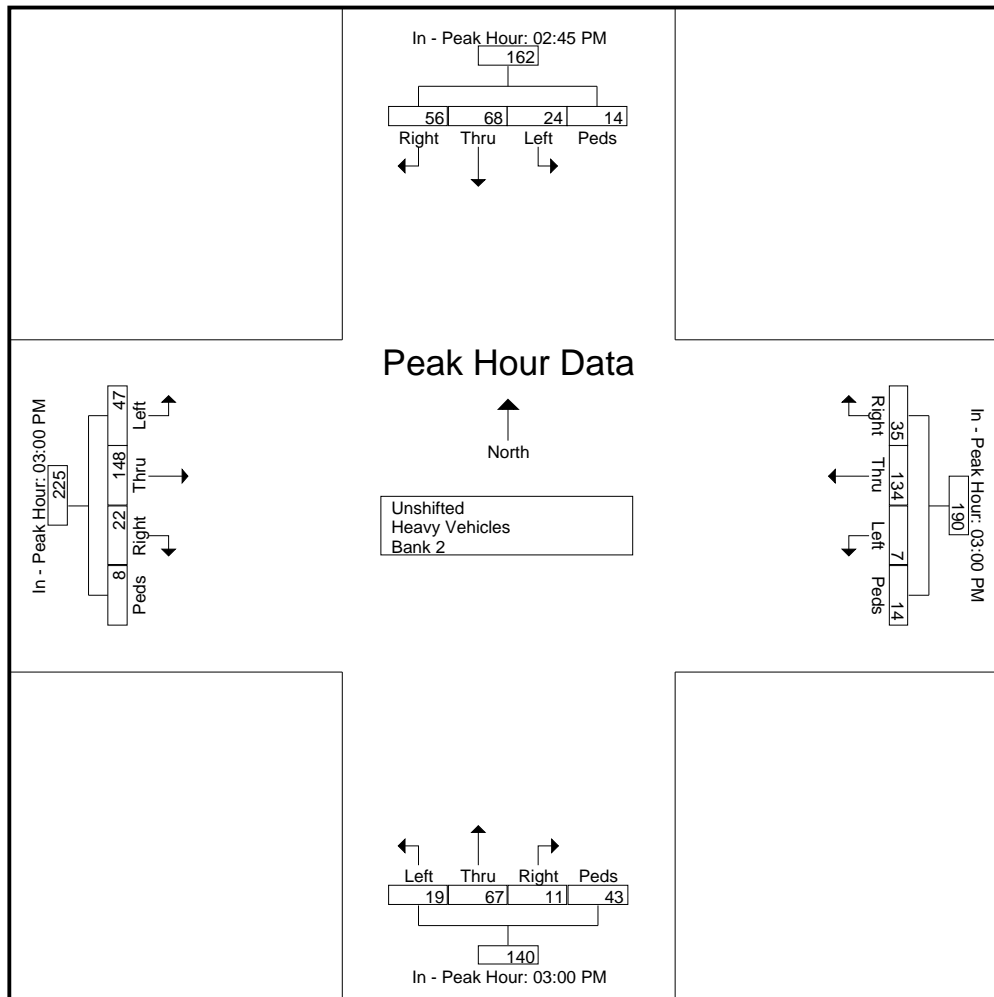 In - Peak Hour: 02:45 PM
162
56 68 24 14
Right Thru Left Peds
Peak Hour Data
North
Unshifted
Heavy Vehicles
Bank 2
In - Peak Hour: 03:00 PM
225
47 148 22 8
Left Thru Right Peds
Right Thru Left Peds
35 134 7 14
190
In - Peak Hour: 03:00 PM
Left Thru Right Peds
19 67 11 43
140
In - Peak Hour: 03:00 PM